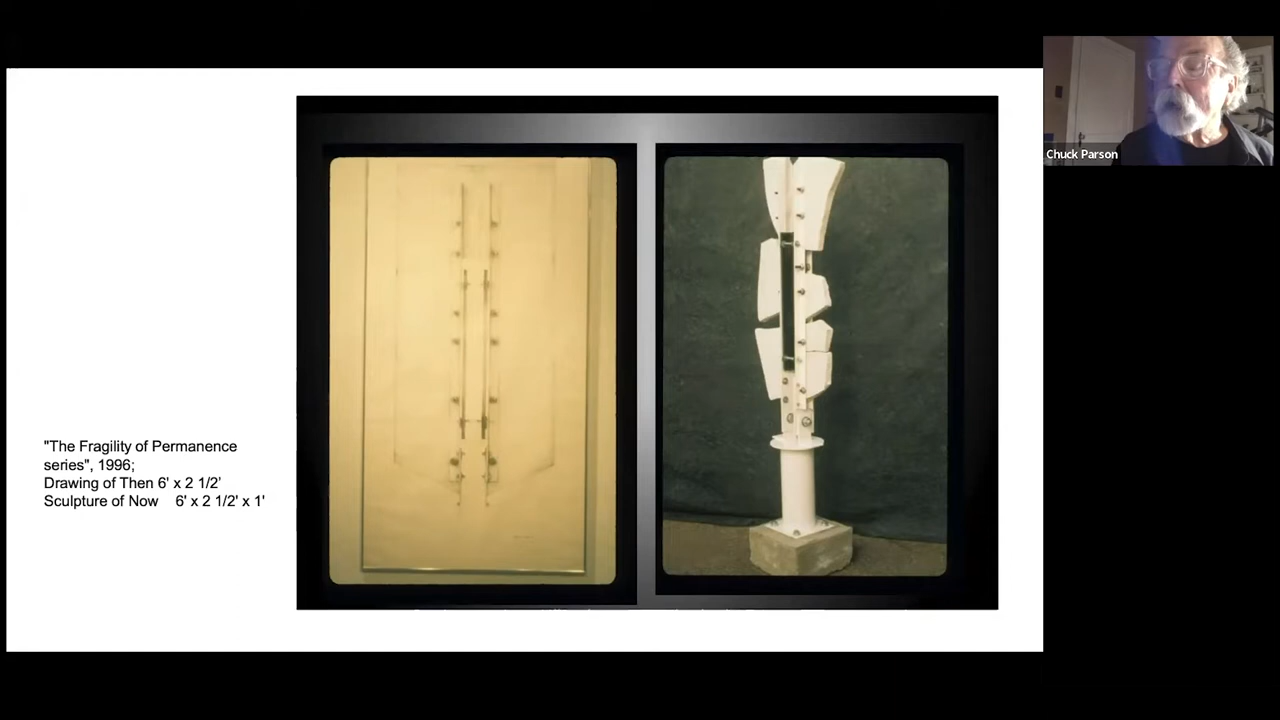 "The Fragility of Permanence
series", 1996;
Drawing of Then 6' x 2 1/2'
Sculpture of Now 6' x 2 1/2' x 1'
Chuck Parson